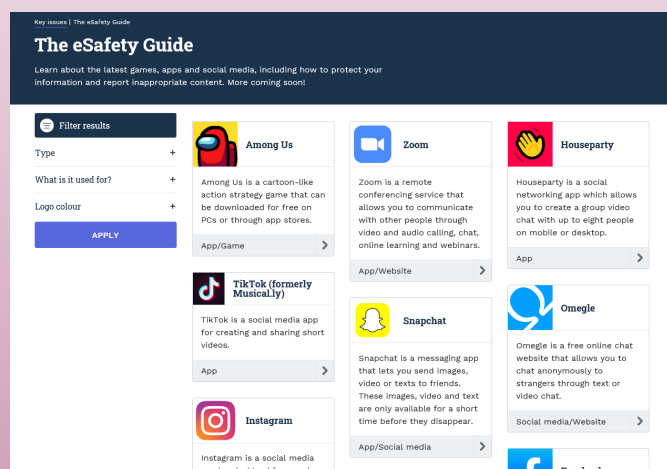 Key issues | The eSafety Guide
The eSafety Guide
Learn about the latest games, apps and social media, including how to protect your
information and report inappropriate content. More coming soon!
Filter results
Type +
What is it used for? +
Logo colour +
APPLY
Among Us
Among Us is a cartoon-like
action strategy game that can
be downloaded for free on
PCs or through app stores.
App/Game
TikTok (formerly
Musical.ly)
TikTok is a social media app
for creating and sharing short
videos.
App
Instagram
Instagram is a social media
Zoom
Zoom is a remote
conferencing service that
allows you to communicate
with other people through
video and audio calling, chat,
online learning and webinars.
App/Website
Snapchat
Snapchat is a messaging app
that lets you send images,
video or texts to friends.
These images, video and text
are only available for a short
time before they disappear.
App/Social media
Houseparty
Houseparty is a social
networking app which allows
you to create a group video
chat with up to eight people
on mobile or desktop.
App
Omegle
Omegle is a free online chat
website that allows you to
chat anonymously to
strangers through text or
video chat.
Social media/Website